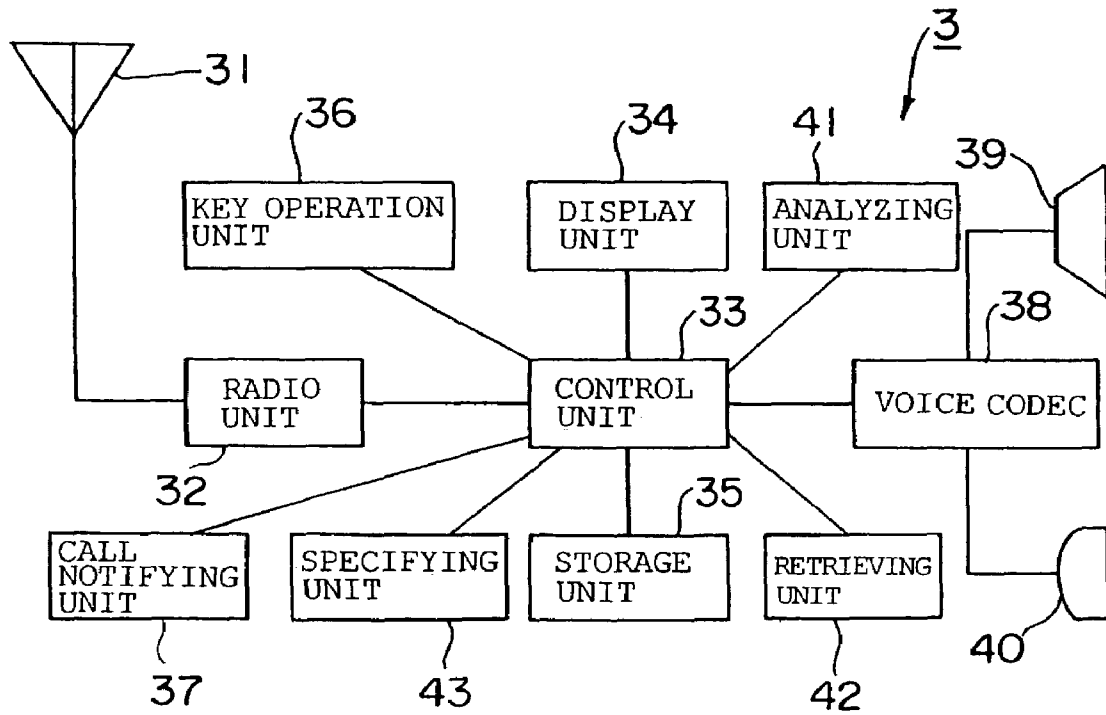 3
31
36
34
41
39
KEY OPERATION
UNIT
DISPLAY
UNIT
ANALYZING
UNIT
33
38
RADIO
UNIT
CONTROL
UNIT
VOICE CODEC
32
35
CALL
NOTIFYING
UNIT
SPECIFYING
UNIT
STORAGE
UNIT
RETRIEVING
UNIT
40
37
43
42